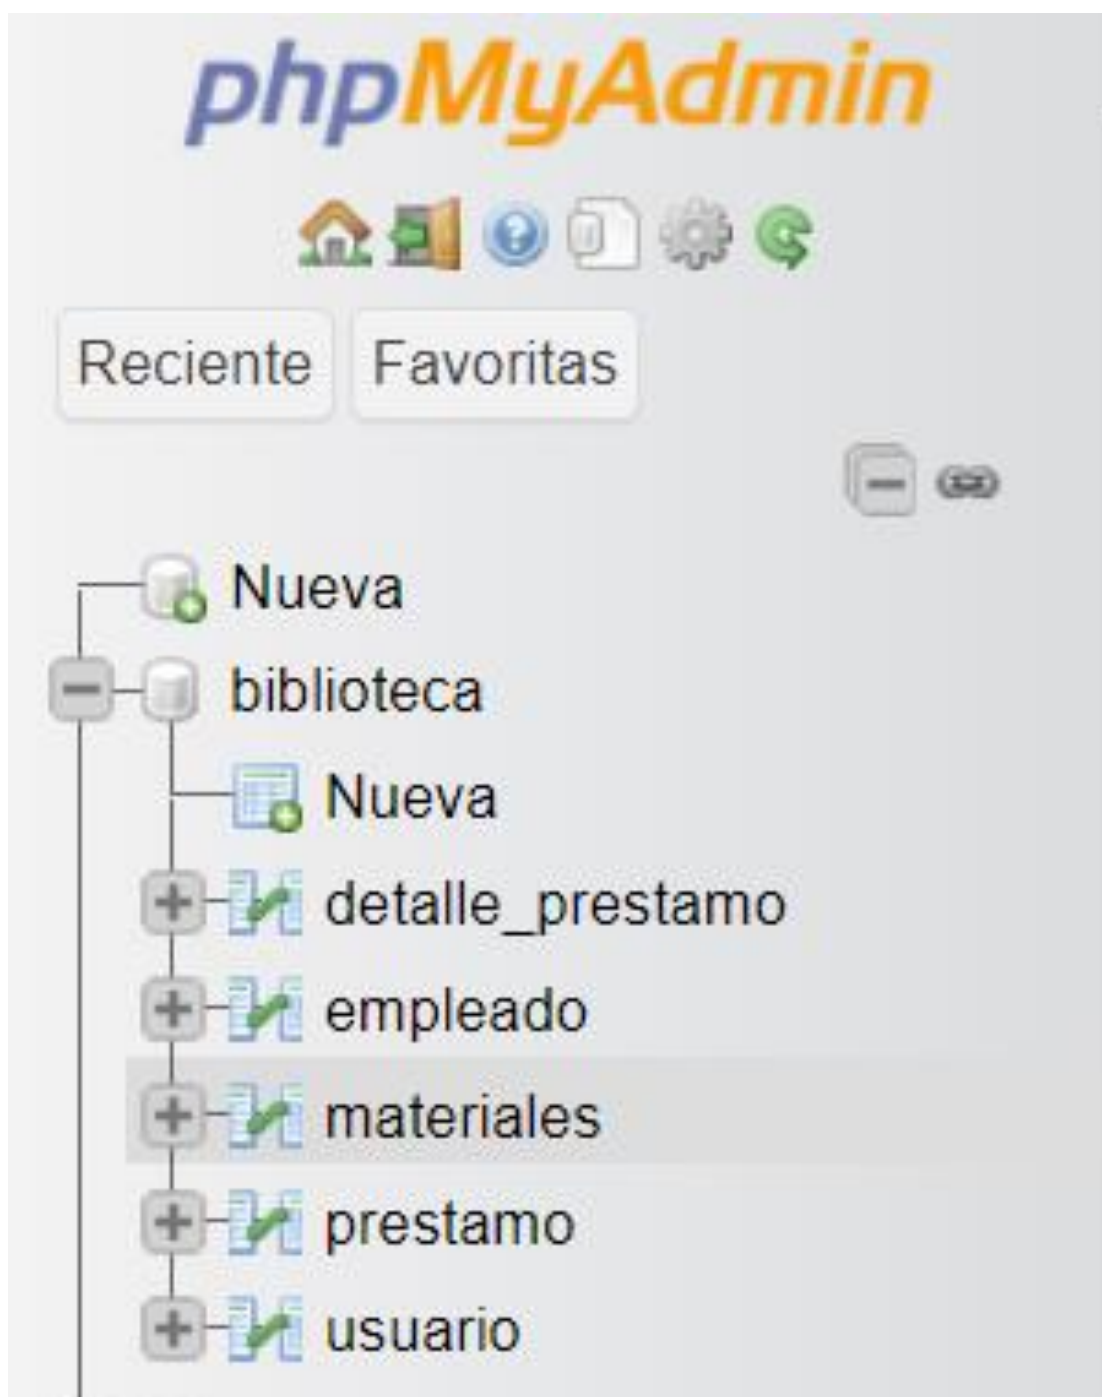 phpMyAdmin
Reciente Favoritas
Nueva
biblioteca
Nueva
detalle_prestamo
empleado
materiales
prestamo
usuario